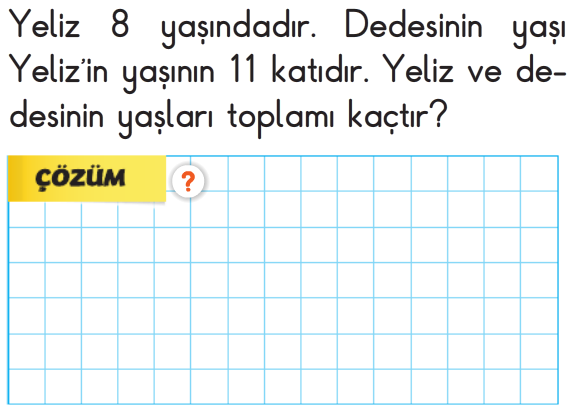 Yeliz 8 yaşındadır. Dedesinin yaşı
Yeliz'in yaşının 11 katıdır. Yeliz ve de-
desinin yaşları toplamı kaçtır?
ÇÖZÜM ?